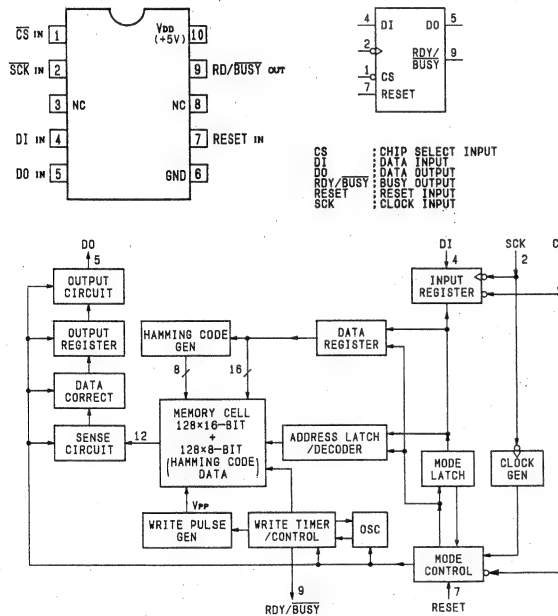 CS IN 1
SCK IN 2
3 NC
DI IN 4
DO IN 5
VDD
(+5V)
10
9 RD/BUSY OUT
NC 8
7 RESET IN
GND 6
4 DI DO 5
2
RDY/
BUSY
9
1 CS
7 RESET
CS : CHIP SELECT INPUT
DI : DATA INPUT
DO : DATA OUTPUT
RDY/BUSY : BUSY OUTPUT
RESET : RESET INPUT
SCK : CLOCK INPUT
DO
5
DI
4
SCK
2
C
OUTPUT
CIRCUIT
INPUT
REGISTER
OUTPUT
REGISTER
HAMMING CODE
GEN
DATA
REGISTER
8
16
DATA
CORRECT
MEMORY CELL
128×16-BIT
+
128×8-BIT
(HAMMING CODE)
DATA
SENSE
CIRCUIT
12
ADDRESS LATCH
/DECODER
MODE
LATCH
CLOCK
GEN
VPP
WRITE PULSE
GEN
WRITE TIMER
/CONTROL
OSC
MODE
CONTROL
9
RDY/BUSY
7
RESET